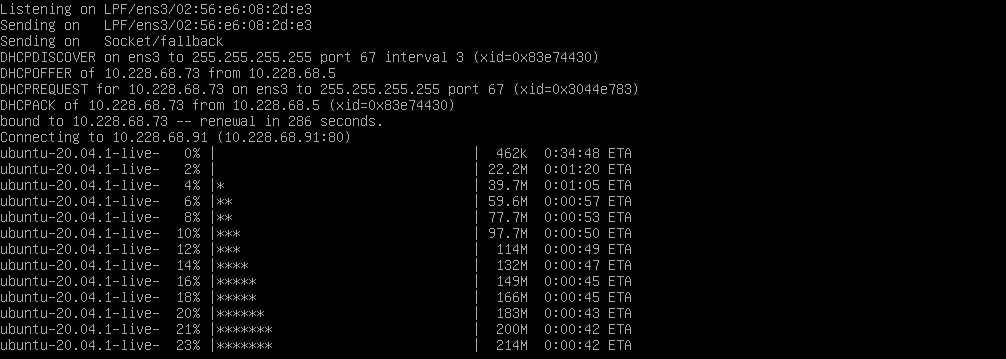 Listening on LPF/ens3/02:56:e6:08:2d:e3
Sending on   LPF/ens3/02:56:e6:08:2d:e3
Sending on   Socket/fallback
DHCPDISCOVER on ens3 to 255.255.255.255 port 67 interval 3 (xid=0x83e74430)
DHCPOFFER of 10.228.68.73 from 10.228.68.5
DHCPREQUEST for 10.228.68.73 on ens3 to 255.255.255.255 port 67 (xid=0x3044e783)
DHCPACK of 10.228.68.73 from 10.228.68.5 (xid=0x83e74430)
bound to 10.228.68.73 -- renewal in 286 seconds.
Connecting to 10.228.68.91 (10.228.68.91:80)
ubuntu-20.04.1-live-   0% |                                |  462k  0:34:48 ETA
ubuntu-20.04.1-live-   2% |                                | 22.2M  0:01:20 ETA
ubuntu-20.04.1-live-   4% |*                               | 39.7M  0:01:05 ETA
ubuntu-20.04.1-live-   6% |**                              | 59.6M  0:00:57 ETA
ubuntu-20.04.1-live-   8% |**                              | 77.7M  0:00:53 ETA
ubuntu-20.04.1-live-  10% |***                             | 97.7M  0:00:50 ETA
ubuntu-20.04.1-live-  12% |***                             |  114M  0:00:49 ETA
ubuntu-20.04.1-live-  14% |****                            |  132M  0:00:47 ETA
ubuntu-20.04.1-live-  16% |*****                           |  149M  0:00:45 ETA
ubuntu-20.04.1-live-  18% |*****                           |  166M  0:00:45 ETA
ubuntu-20.04.1-live-  20% |******                          |  183M  0:00:43 ETA
ubuntu-20.04.1-live-  21% |*******                         |  200M  0:00:42 ETA
ubuntu-20.04.1-live-  23% |*******                         |  214M  0:00:42 ETA